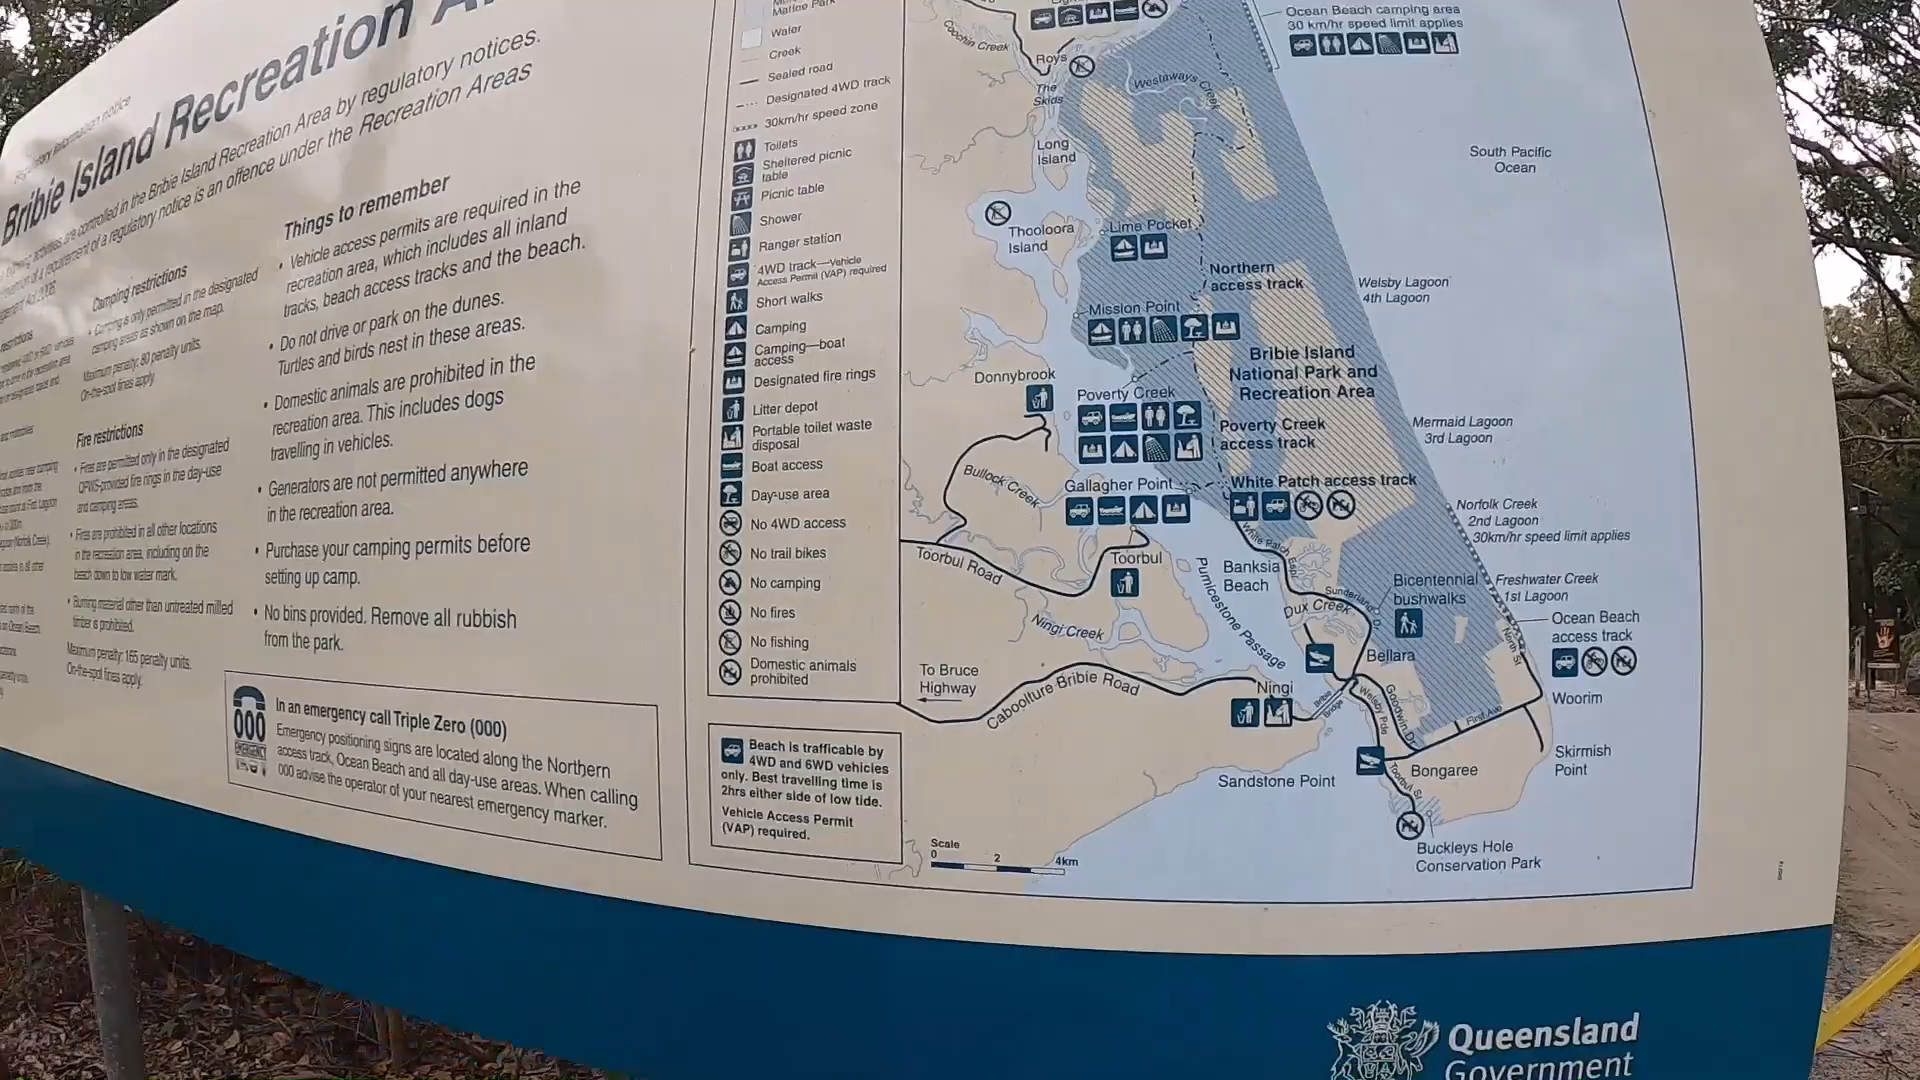 Bribie Island Recreation A
notice
activities are controlled in the Bribie Island Recreation Area by regulatory notices.
requirement of a regulatory notice is an offence under the Recreation Areas
Camping restrictions
• Camping is only permitted in the designated
camping areas as shown on the map.
Maximum penalty: 80 penalty units.
On-the-spot fines apply.
Fire restrictions
• Fires are permitted only in the designated
QPWS-provided fire rings in the day-use
and camping areas.
• Fires are prohibited in all other locations
in the recreation area, including on the
beach down to low water mark.
• Burning material other than untreated milled
timber is prohibited.
Maximum penalty: 165 penalty units.
On-the-spot fines apply.
Things to remember
• Vehicle access permits are required in the
recreation area, which includes all inland
tracks, beach access tracks and the beach.
• Do not drive or park on the dunes.
Turtles and birds nest in these areas.
• Domestic animals are prohibited in the
recreation area. This includes dogs
travelling in vehicles.
• Generators are not permitted anywhere
in the recreation area.
• Purchase your camping permits before
setting up camp.
• No bins provided. Remove all rubbish
from the park.
000
EMERGENCY
In an emergency call Triple Zero (000)
Emergency positioning signs are located along the Northern
access track, Ocean Beach and all day-use areas. When calling
000 advise the operator of your nearest emergency marker.
Marine Park
Water
Creek
Sealed road
Designated 4WD track
30km/hr speed zone
Toilets
Sheltered picnic
table
Picnic table
Shower
Ranger station
4WD track—Vehicle
Access Permit (VAP) required
Short walks
Camping
Camping—boat
access
Designated fire rings
Litter depot
Portable toilet waste
disposal
Boat access
Day-use area
No 4WD access
No trail bikes
No camping
No fires
No fishing
Domestic animals
prohibited
Beach is trafficable by
4WD and 6WD vehicles
only. Best travelling time is
2hrs either side of low tide.
Vehicle Access Permit
(VAP) required.
Ocean Beach camping area
30 km/hr speed limit applies
Coochin Creek
Roys
The
Skids
Westaways Creek
Long
Island
South Pacific
Ocean
Thooloora
Island
Lime Pocket
Northern
access track
Welsby Lagoon
4th Lagoon
Mission Point
Bribie Island
National Park and
Recreation Area
Donnybrook
Poverty Creek
Poverty Creek
access track
Mermaid Lagoon
3rd Lagoon
Bullock Creek
Gallagher Point
White Patch access track
Norfolk Creek
2nd Lagoon
30km/hr speed limit applies
White Patch Espl
Toorbul Road
Toorbul
Pumicestone Passage
Banksia
Beach
Bicentennial
bushwalks
Freshwater Creek
1st Lagoon
Sunderland Dr
Dux Creek
Ocean Beach
access track
Ningi Creek
North St
Bellara
To Bruce
Highway
Caboolture Bribie Road
Ningi
Bribie
Bridge
Welsby Pde
Goodwin Dr
First Ave
Woorim
Skirmish
Point
Sandstone Point
Bongaree
Toorbul St
Buckleys Hole
Conservation Park
Scale
0 2 4km
Queensland
Government